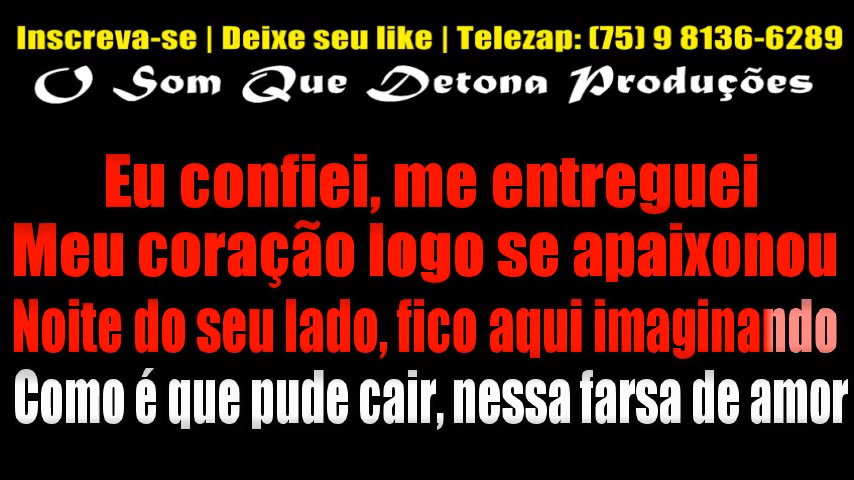 Inscreva-se | Deixe seu like | Telezap: (75) 9 8136-6289
O Som Que Detona Produções
Eu confiei, me entreguei
Meu coração logo se apaixonou
Noite do seu lado, fico aqui imaginando
Como é que pude cair, nessa farsa de amor